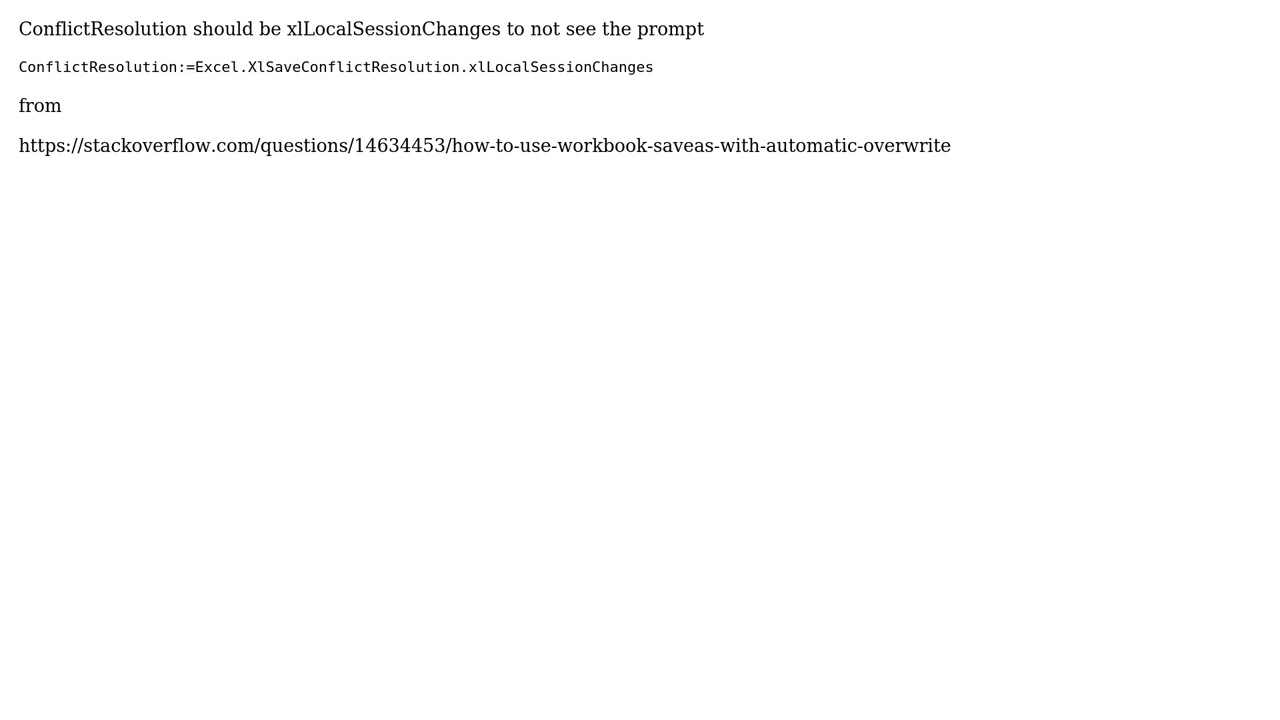 ConflictResolution should be xlLocalSessionChanges to not see the prompt
ConflictResolution:=Excel.XlSaveConflictResolution.xlLocalSessionChanges
from
https://stackoverflow.com/questions/14634453/how-to-use-workbook-saveas-with-automatic-overwrite